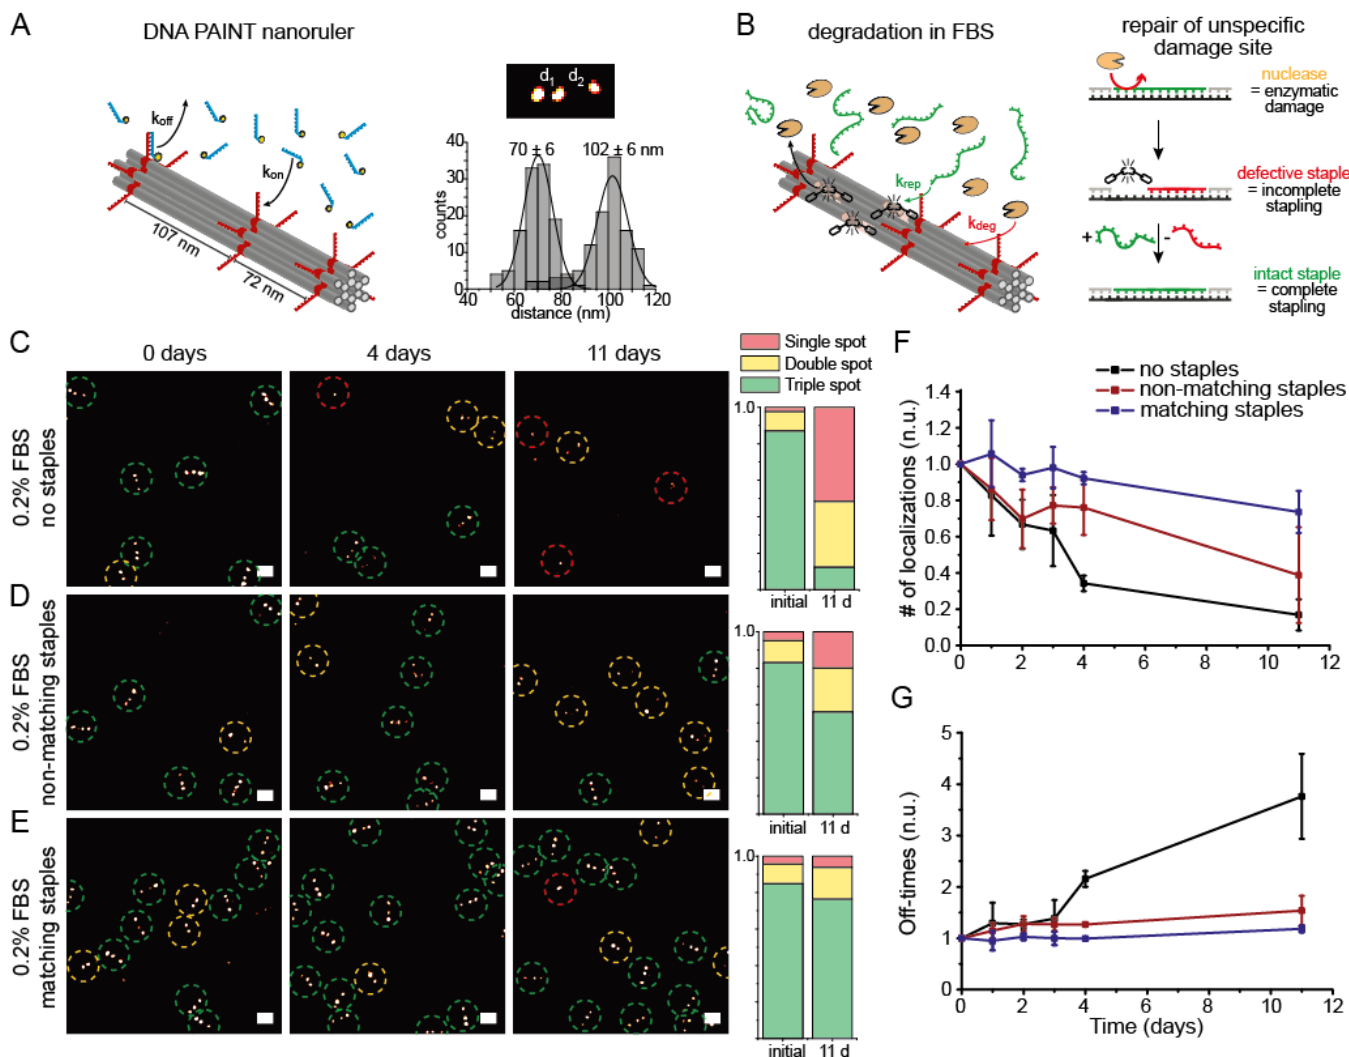 A
DNA PAINT nanoruler
koff
kon
107 nm
72 nm
d1 d2
40
30
20
10
0
counts
70 ± 6
102 ± 6 nm
40 60 80 100 120
distance (nm)
B
degradation in FBS
krep
kdeg
repair of unspecific
damage site
nuclease
= enzymatic
damage
defective staple
= incomplete
stapling
+
-
intact staple
= complete
stapling
C
0 days
4 days
11 days
0.2% FBS
no staples
Single spot
Double spot
Triple spot
1.0
initial 11 d
D
0.2% FBS
non-matching staples
1.0
initial 11 d
E
0.2% FBS
matching staples
1.0
initial 11 d
F
no staples
non-matching staples
matching staples
1.4
1.2
1.0
0.8
0.6
0.4
0.2
0.0
# of localizations (n.u.)
0 2 4 6 8 10 12
G
5
4
3
2
1
0
Off-times (n.u.)
0 2 4 6 8 10 12
Time (days)